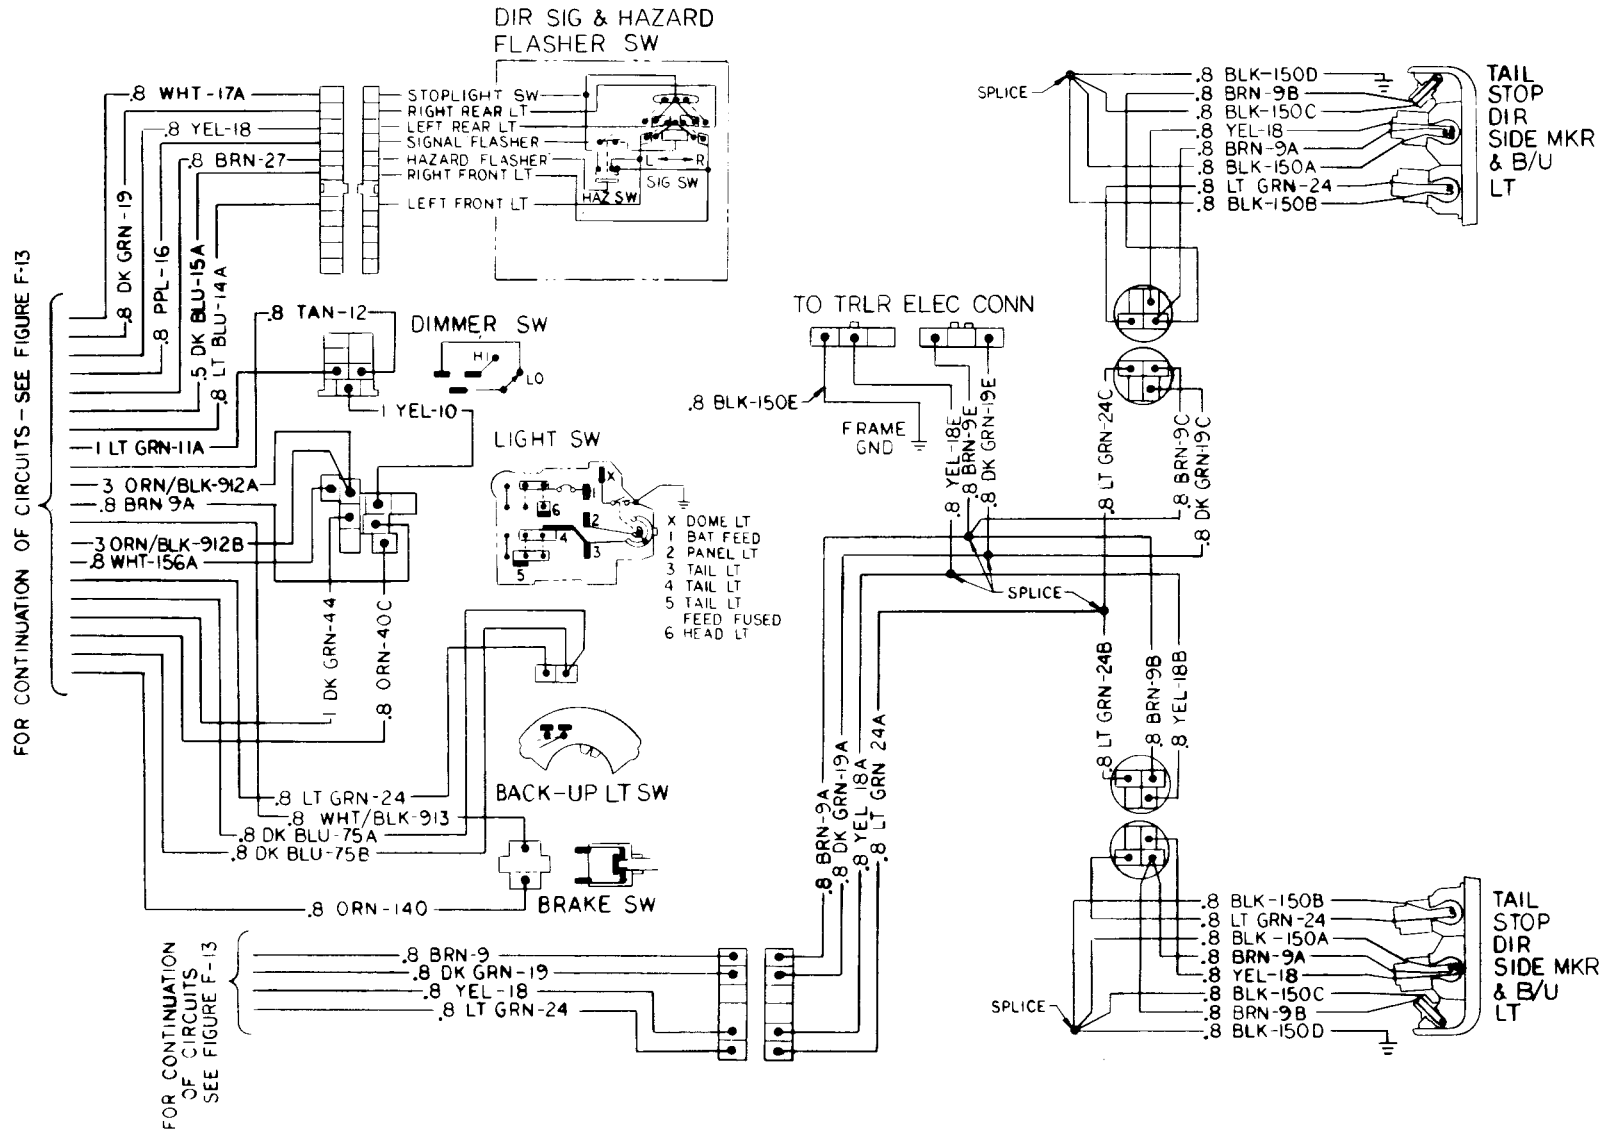 DIR SIG & HAZARD
FLASHER SW
.8 WHT-17A
.8 YEL-18
.8 BRN-27
.8 DK GRN-19
.8 PPL-16
.5 DK BLU-15A
.8 LT BLU-14A
STOPLIGHT SW
RIGHT REAR LT
LEFT REAR LT
SIGNAL FLASHER
HAZARD FLASHER
RIGHT FRONT LT
LEFT FRONT LT
L
R
SIG SW
HAZ SW
FOR CONTINUATION OF CIRCUITS-SEE FIGURE F-13
.8 TAN-12
DIMMER SW
HI
LO
1 YEL-10
1 LT GRN-11A
3 ORN/BLK-912A
.8 BRN 9A
3 ORN/BLK-912B
.8 WHT-156A
1 DK GRN-44
.8 ORN-40C
LIGHT SW
X
1
6
2
4
3
5
X DOME LT
1 BAT FEED
2 PANEL LT
3 TAIL LT
4 TAIL LT
5 TAIL LT
FEED FUSED
6 HEAD LT
BACK-UP LT SW
.8 LT GRN-24
.8 WHT/BLK-913
.8 DK BLU-75A
.8 DK BLU-75B
BRAKE SW
.8 ORN-140
FOR CONTINUATION
OF CIRCUITS
SEE FIGURE F-13
.8 BRN-9
.8 DK GRN-19
.8 YEL-18
.8 LT GRN-24
TO TRLR ELEC CONN
.8 BLK-150E
FRAME
GND
.8 YEL-18E
.8 BRN-9E
.8 DK GRN-19E
SPLICE
.8 BRN-9A
.8 DK GRN-19A
.8 YEL 18A
.8 LT GRN 24A
.8 LT GRN-24C
.8 BRN-9C
.8 DK GRN-19C
.8 LT GRN-24B
.8 BRN-9B
.8 YEL-18B
SPLICE
.8 BLK-150D
.8 BRN-9B
.8 BLK-150C
.8 YEL-18
.8 BRN-9A
.8 BLK-150A
.8 LT GRN-24
.8 BLK-150B
TAIL
STOP
DIR
SIDE MKR
& B/U
LT
.8 BLK-150B
.8 LT GRN-24
.8 BLK-150A
.8 BRN-9A
.8 YEL-18
.8 BLK-150C
.8 BRN-9B
.8 BLK-150D
SPLICE
TAIL
STOP
DIR
SIDE MKR
& B/U
LT